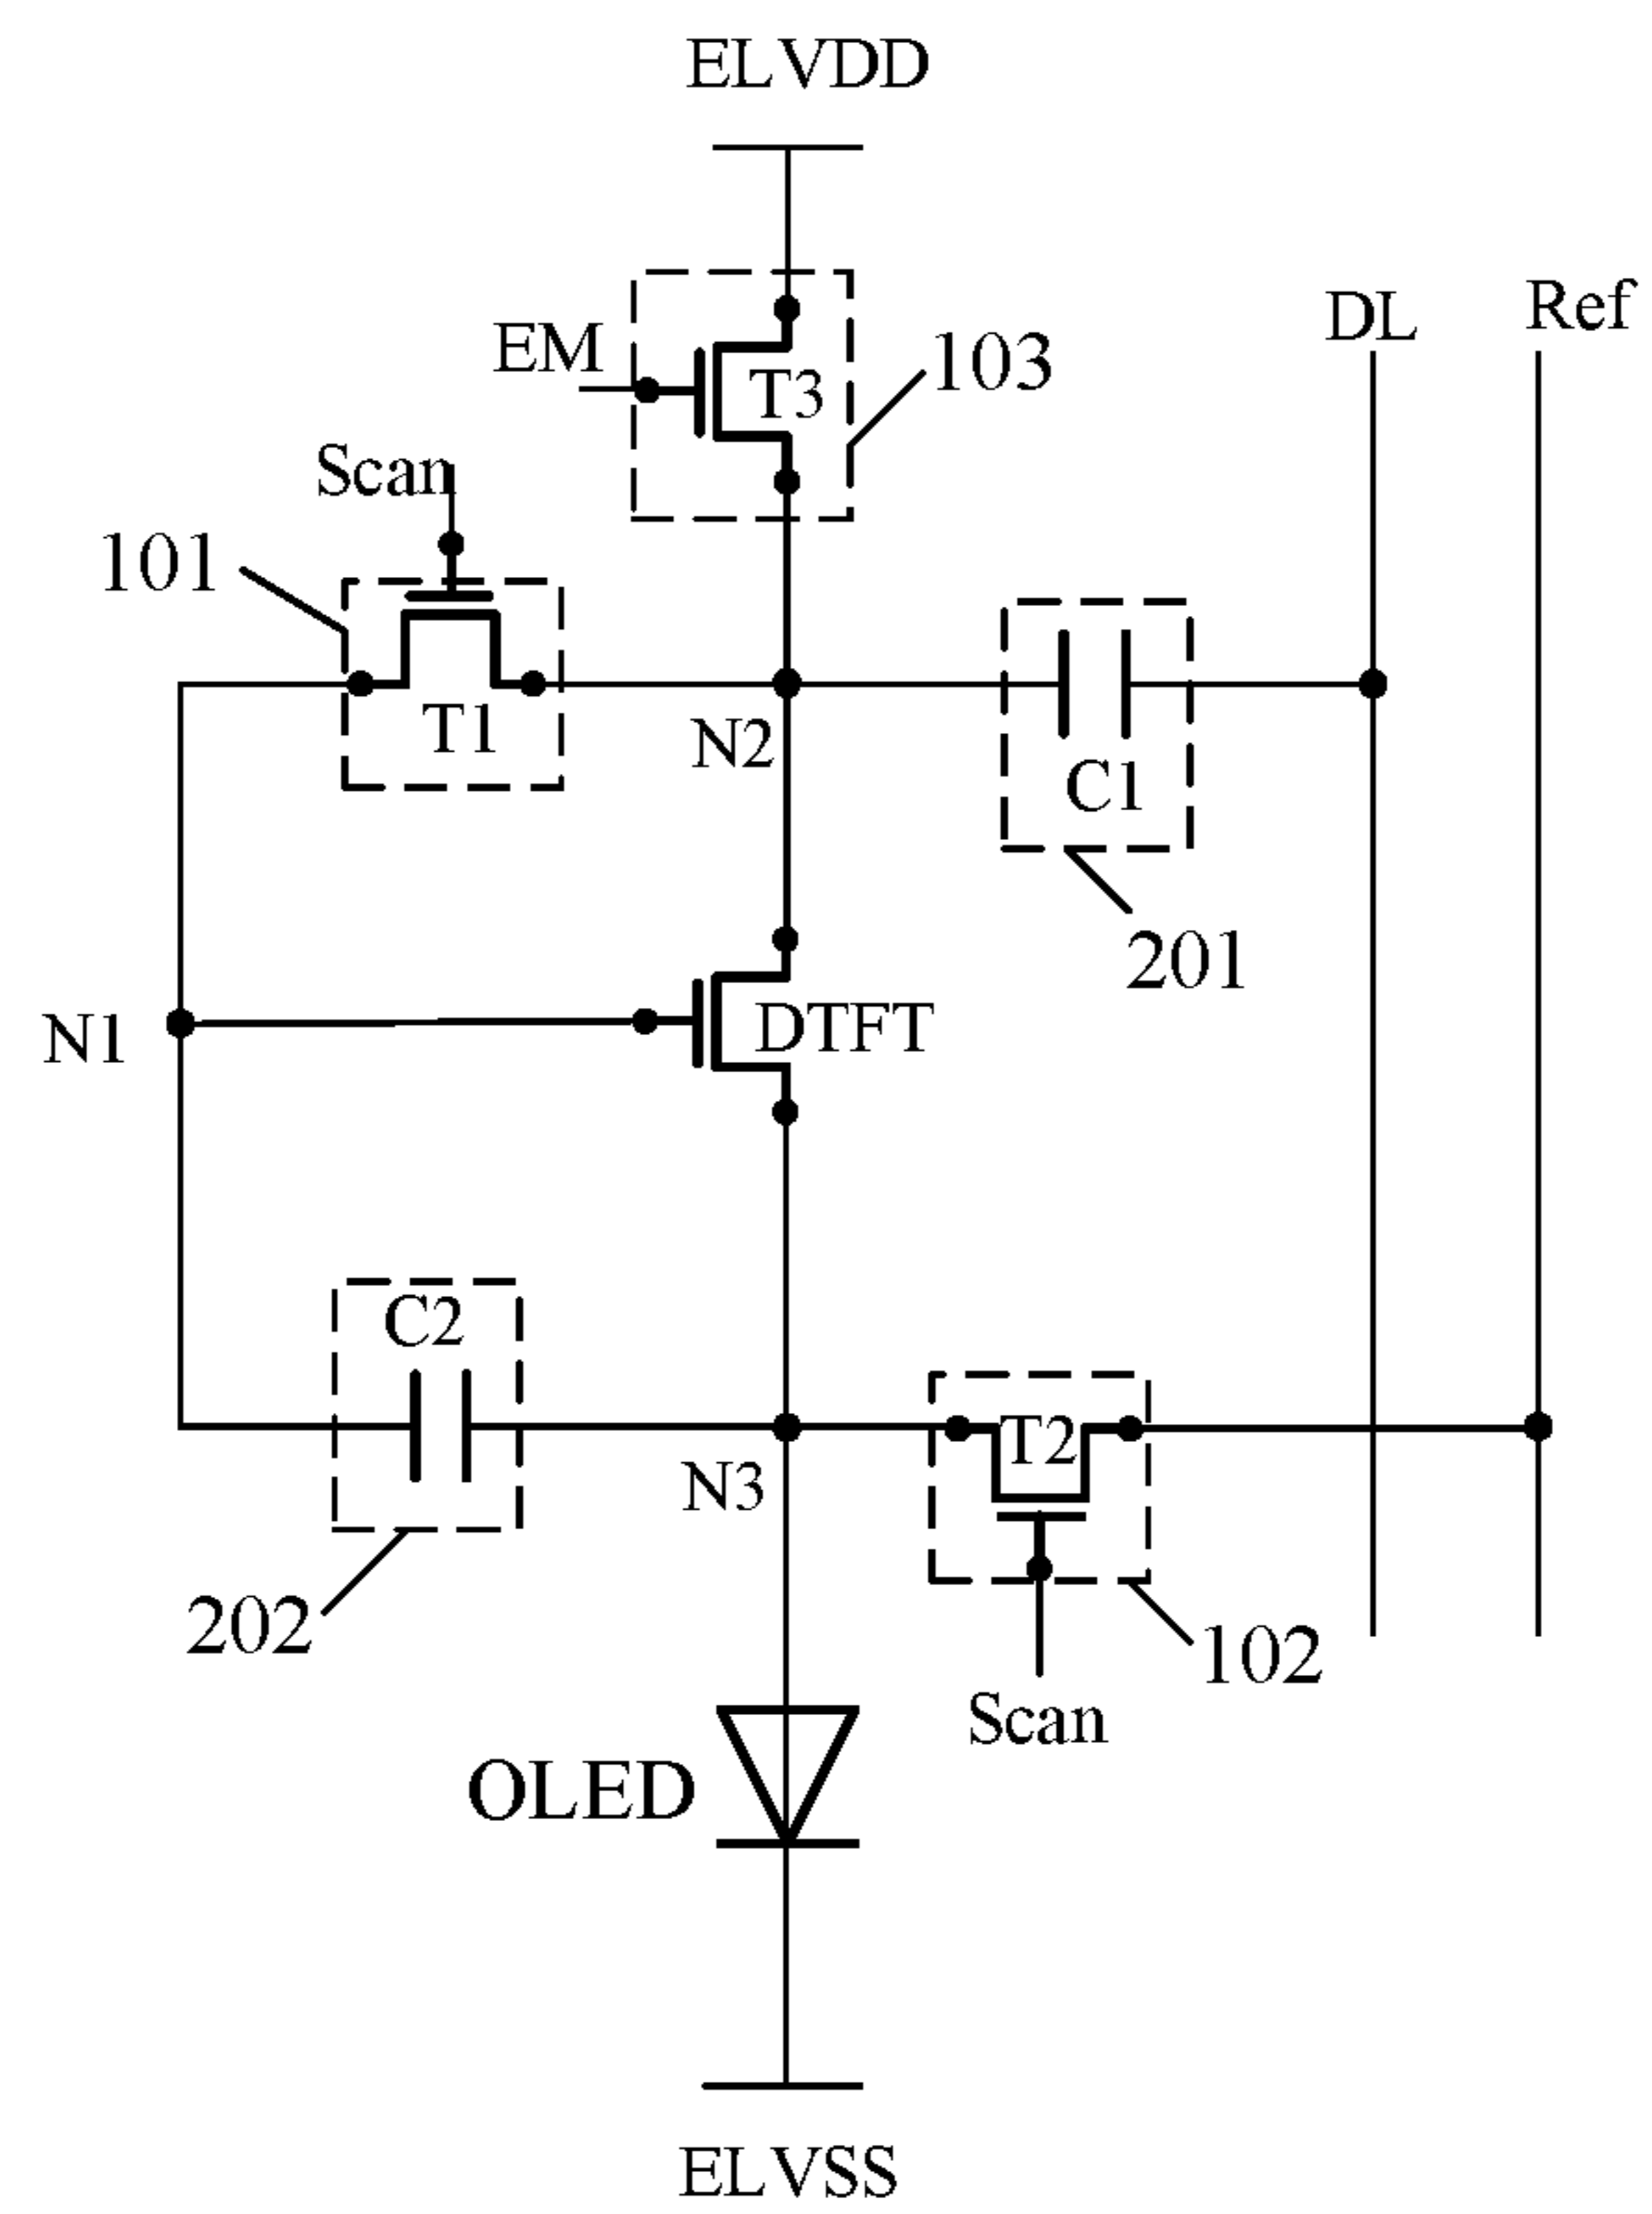 ELVDD
DL
Ref
EM
T3
103
Scan
101
T1
N2
C1
201
N1
DTFT
C2
T2
N3
202
102
Scan
OLED
ELVSS